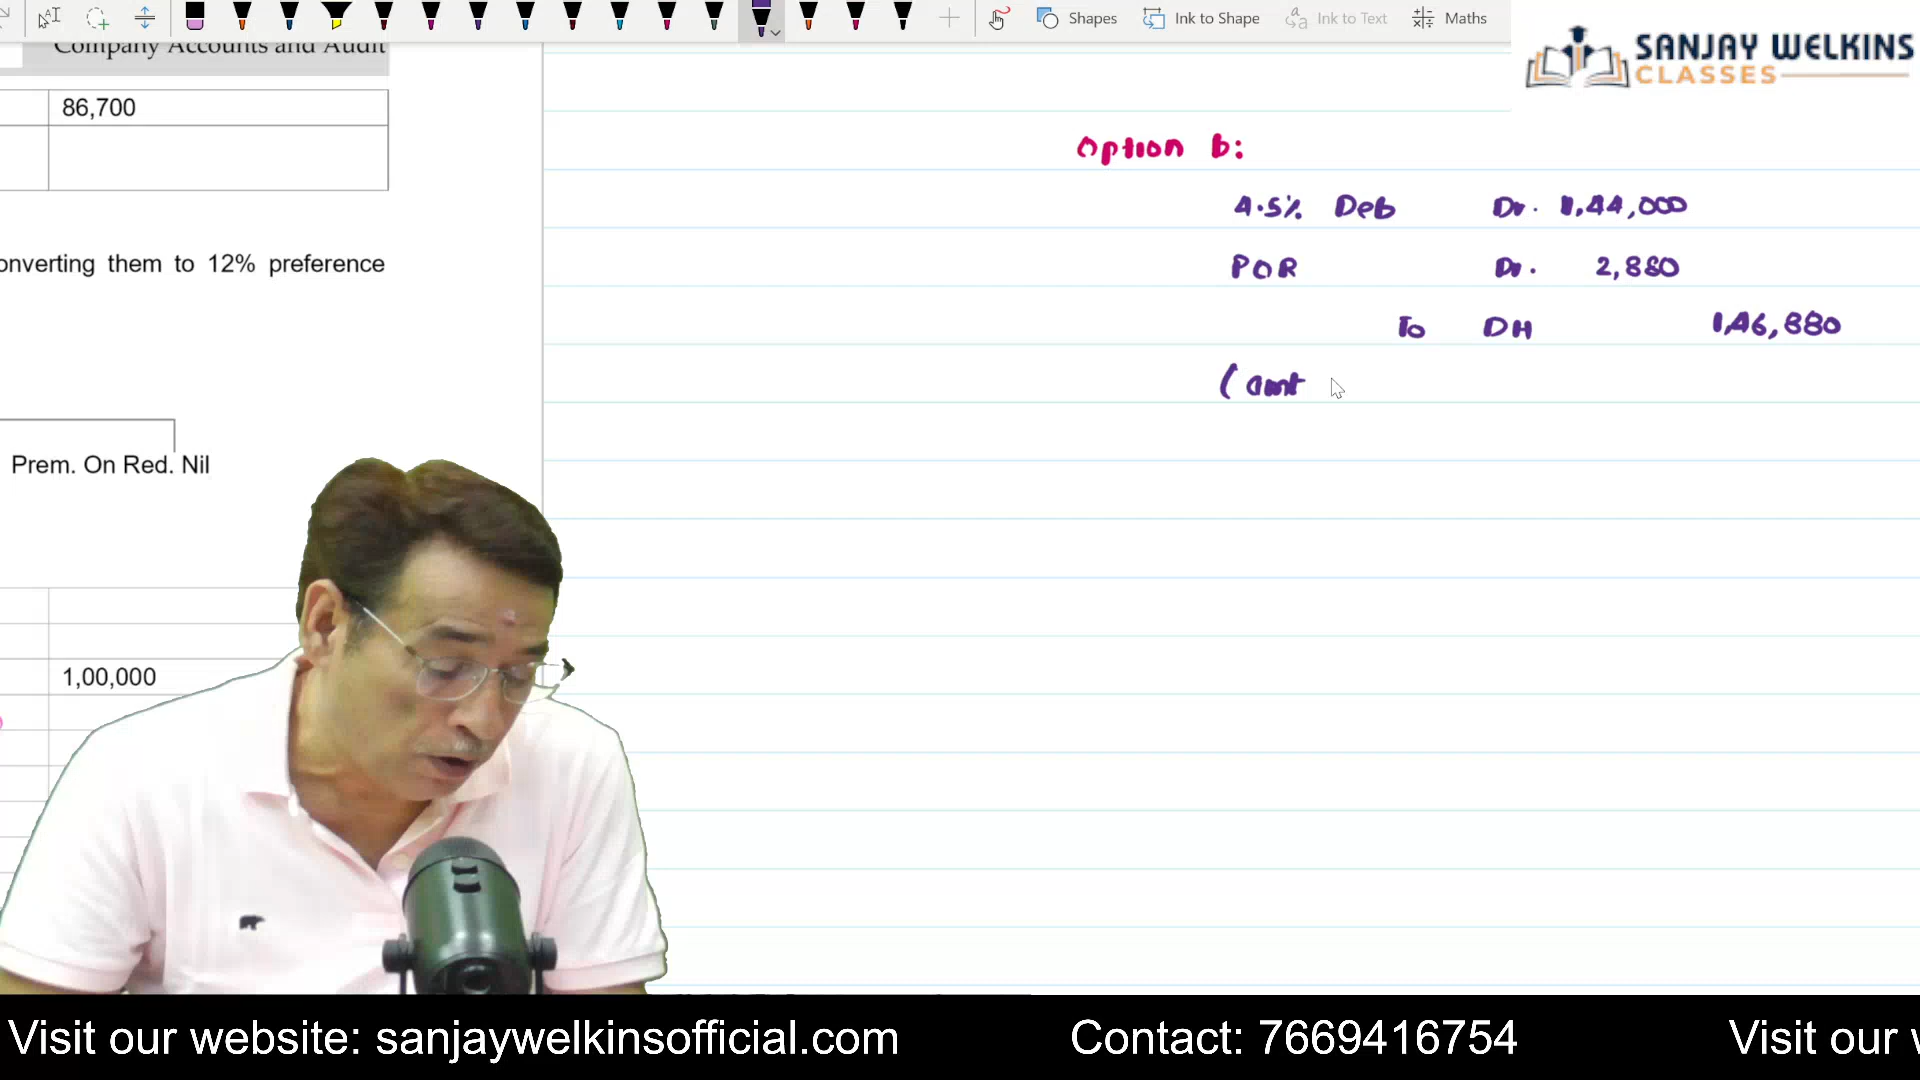 Shapes
Ink to Shape
Ink to Text
Maths
Company Accounts and Audit
SANJAY WELKINS
CLASSES
86,700
onverting them to 12% preference
Prem. On Red. Nil
1,00,000
Option b:
4.5% Deb Dr. 1,44,000
POR Dr. 2,880
To DH 1,46,880
( amt
Visit our website: sanjaywelkinsofficial.com Contact: 7669416754 Visit our